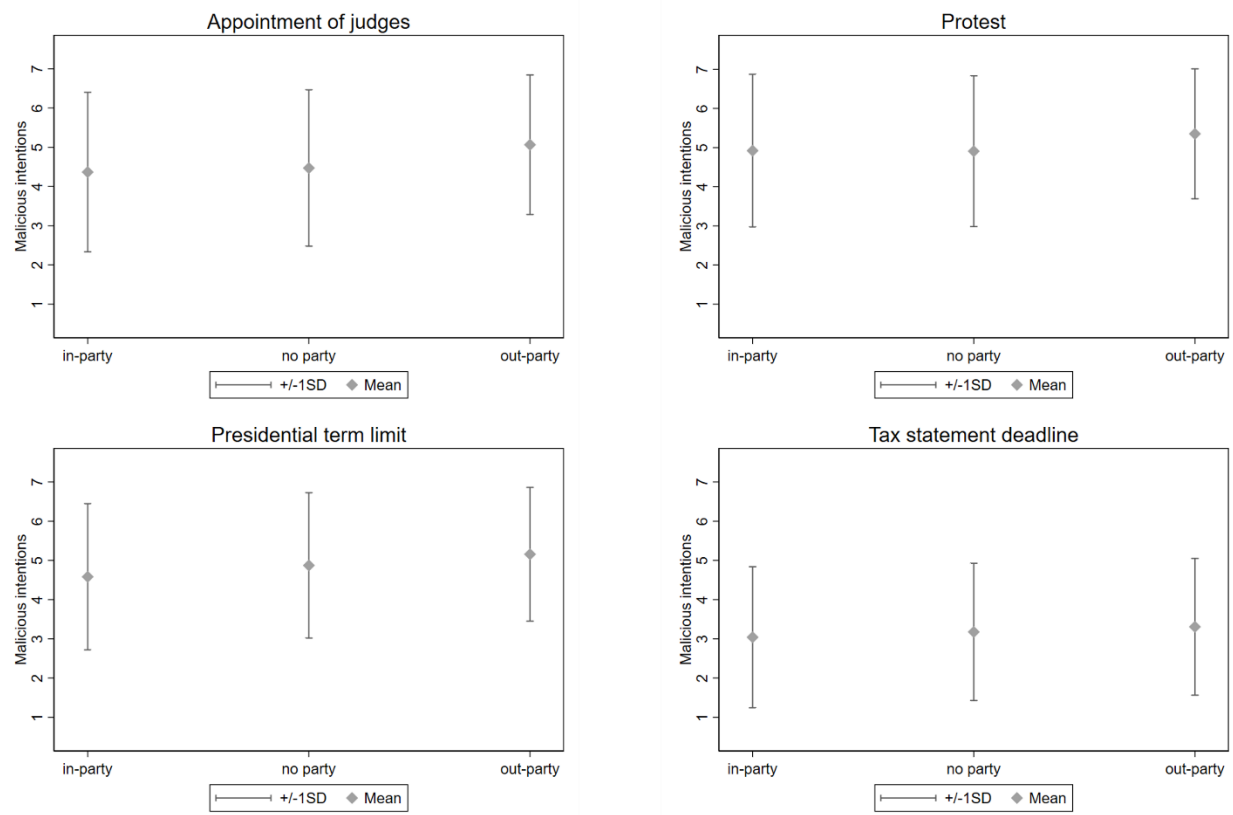 Appointment of judges
Malicious intentions
7
6
5
4
3
2
1
in-party no party out-party
+/-1SD Mean
Protest
Malicious intentions
7
6
5
4
3
2
1
in-party no party out-party
+/-1SD Mean
Presidential term limit
Malicious intentions
7
6
5
4
3
2
1
in-party no party out-party
+/-1SD Mean
Tax statement deadline
Malicious intentions
7
6
5
4
3
2
1
in-party no party out-party
+/-1SD Mean